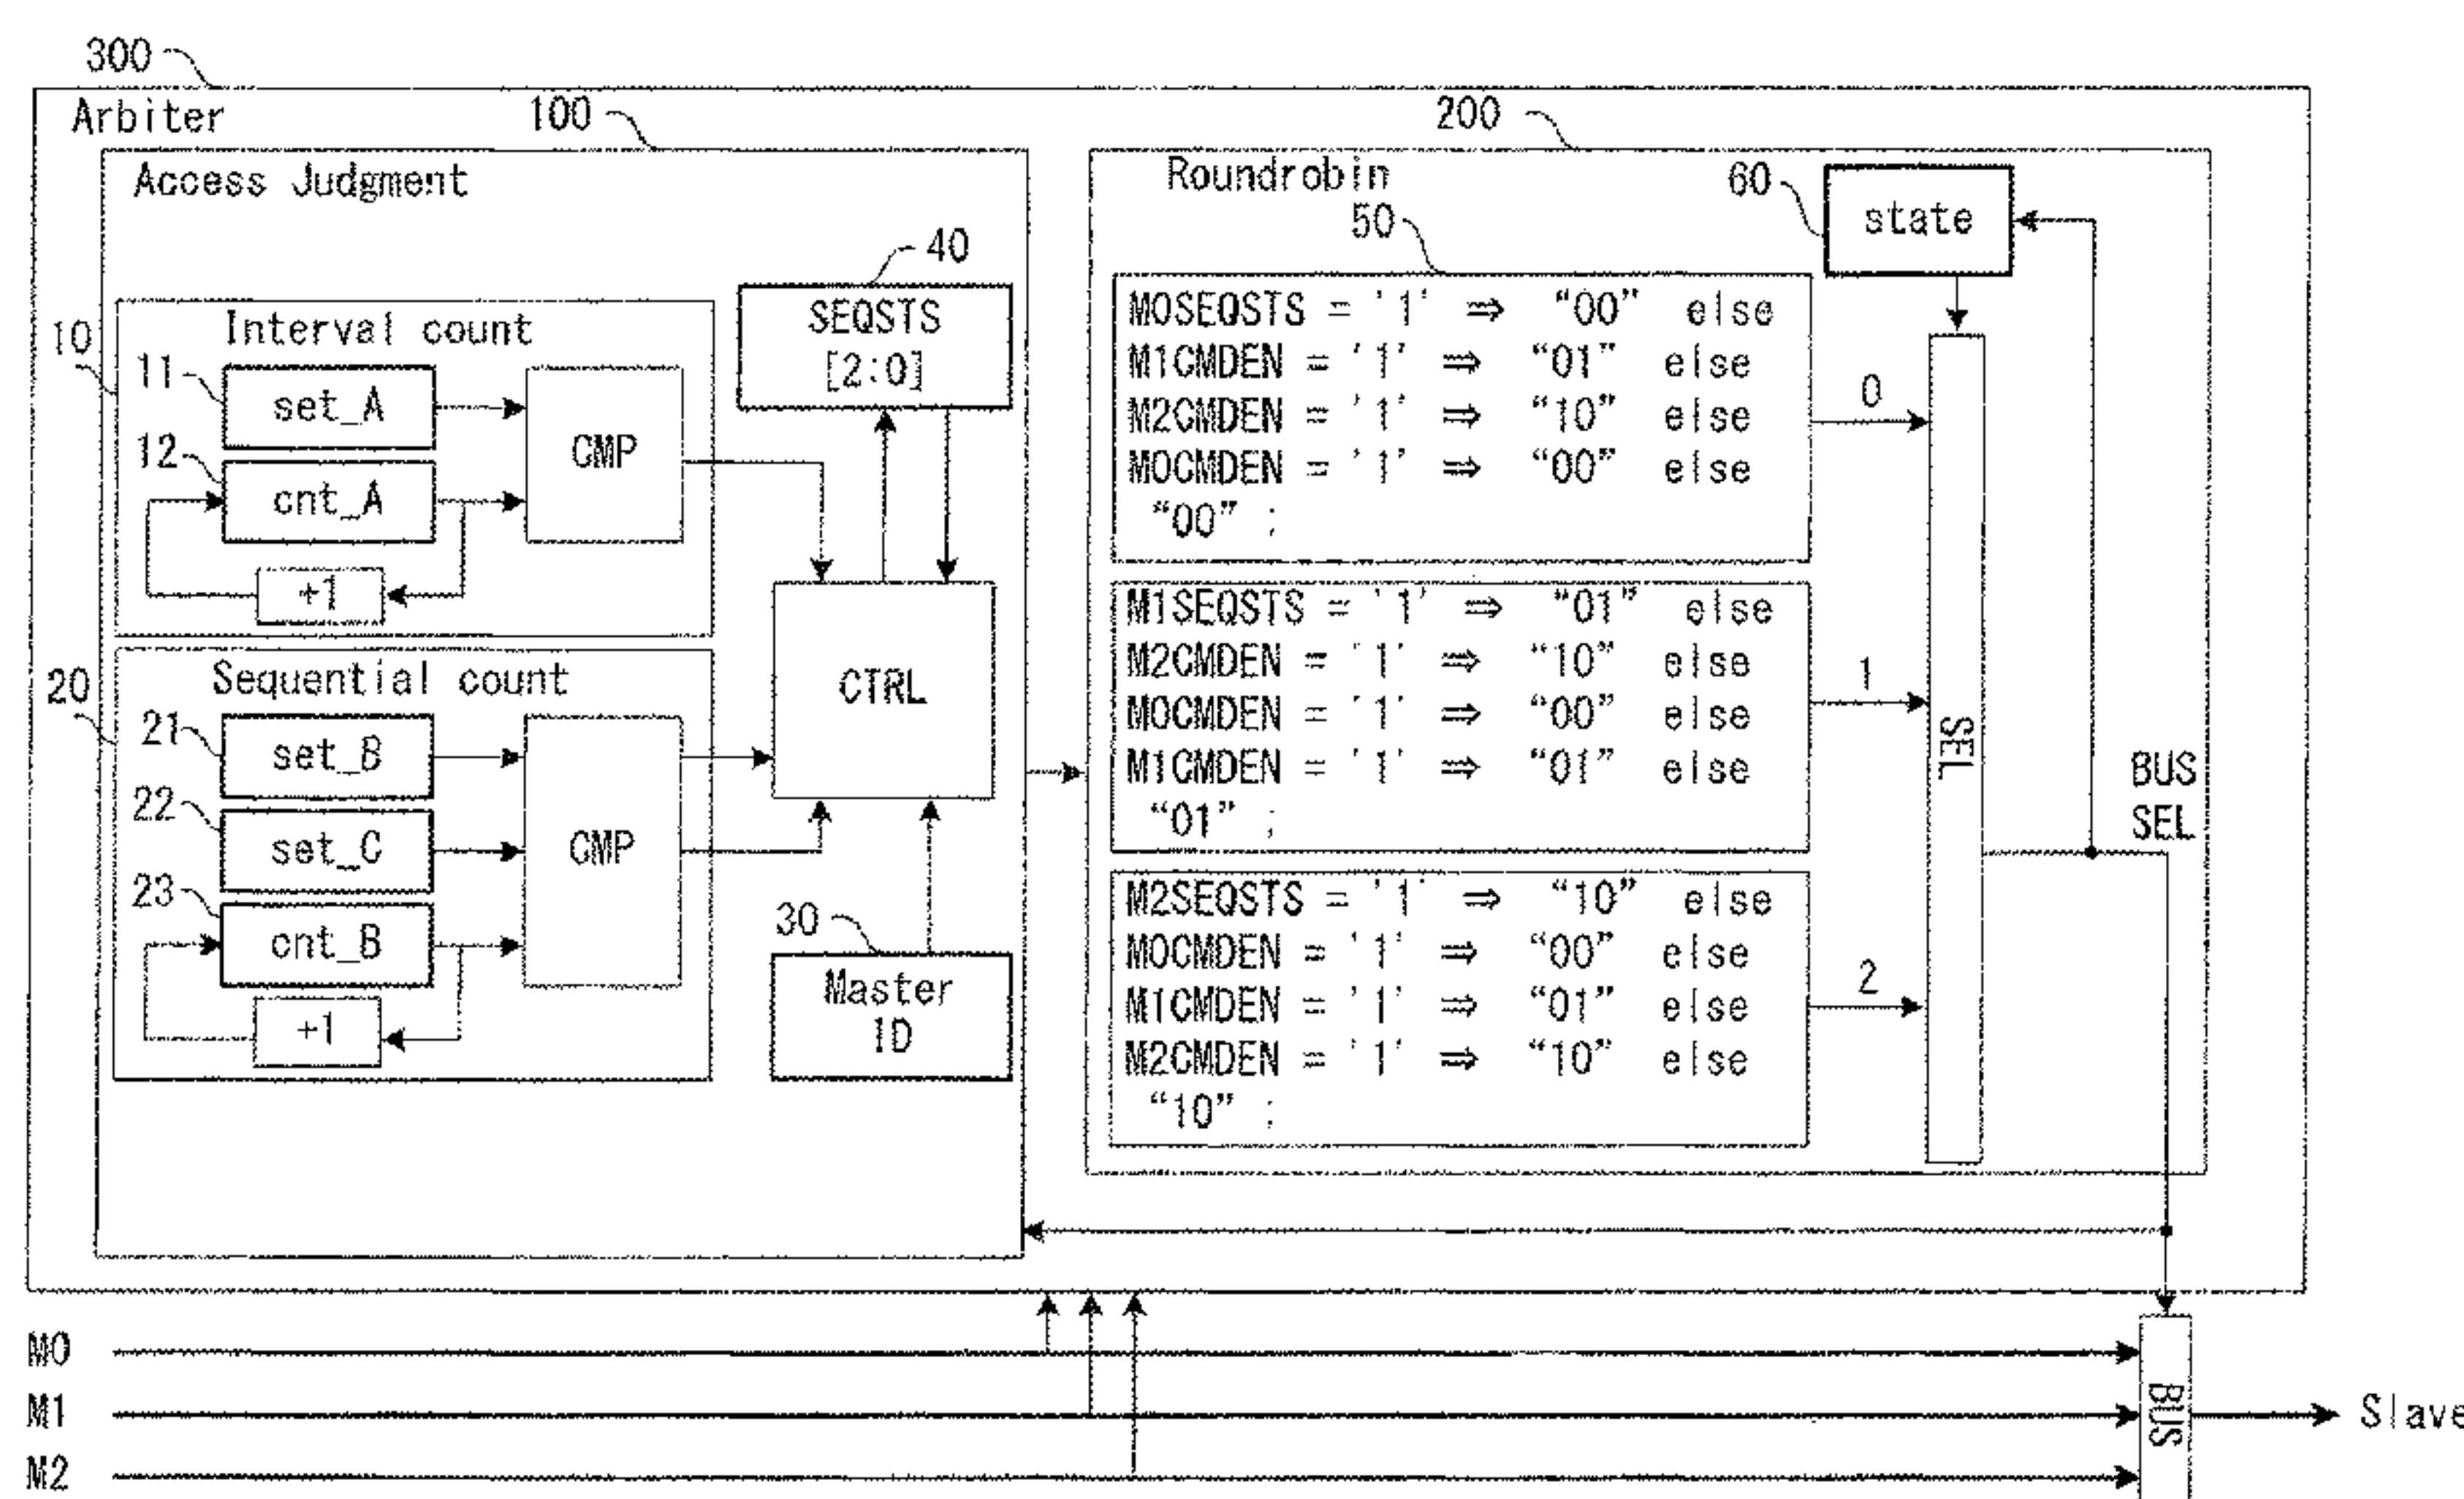 300
Arbiter
100
200
Access Judgment
Roundrobin
60
state
50
40
SEQSTS
[2:0]
10
Interval count
11
set_A
12
cnt_A
CMP
+1
20
Sequential count
21
set_B
22
set_C
23
cnt_B
CMP
+1
CTRL
30
Master
ID
M0SEQSTS = '1' ⇒ “00” else
M1CMDEN = '1' ⇒ “01” else
M2CMDEN = '1' ⇒ “10” else
M0CMDEN = '1' ⇒ “00” else
“00” ;
0
M1SEQSTS = '1' ⇒ “01” else
M2CMDEN = '1' ⇒ “10” else
M0CMDEN = '1' ⇒ “00” else
M1CMDEN = '1' ⇒ “01” else
“01” ;
1
M2SEQSTS = '1' ⇒ “10” else
M0CMDEN = '1' ⇒ “00” else
M1CMDEN = '1' ⇒ “01” else
M2CMDEN = '1' ⇒ “10” else
“10” ;
2
SEL
BUS
SEL
M0
M1
M2
BUS
Slave